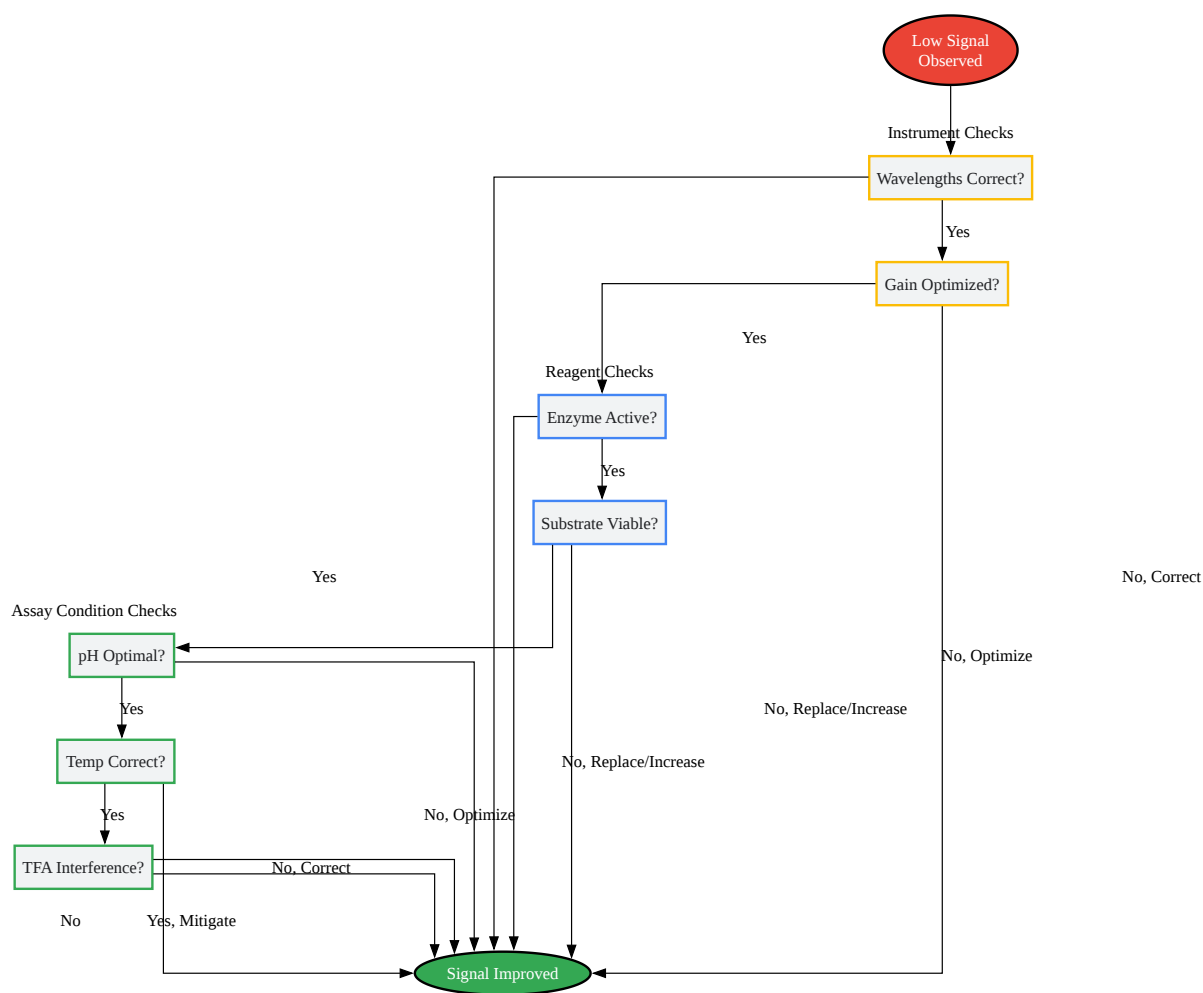 Low Signal
Observed
Instrument Checks
Wavelengths Correct?
Yes
Gain Optimized?
Yes
Reagent Checks
Enzyme Active?
Yes
Substrate Viable?
Yes
No, Correct
Assay Condition Checks
pH Optimal?
No, Optimize
Yes
No, Replace/Increase
Temp Correct?
No, Replace/Increase
Yes
No, Optimize
TFA Interference?
No, Correct
No
Yes, Mitigate
Signal Improved